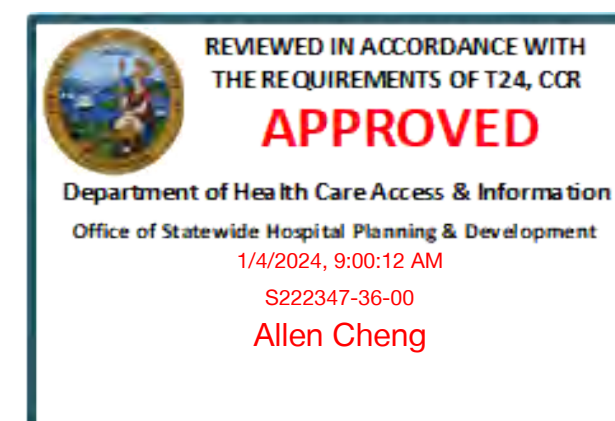 REVIEWED IN ACCORDANCE WITH
THE REQUIREMENTS OF T24, CCR
APPROVED
Department of Health Care Access & Information
Office of Statewide Hospital Planning & Development
1/4/2024, 9:00:12 AM
S222347-36-00
Allen Cheng